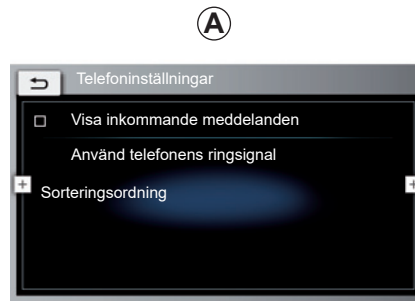 A
Telefoninställningar
Visa inkommande meddelanden
Använd telefonens ringsignal
Sorteringsordning